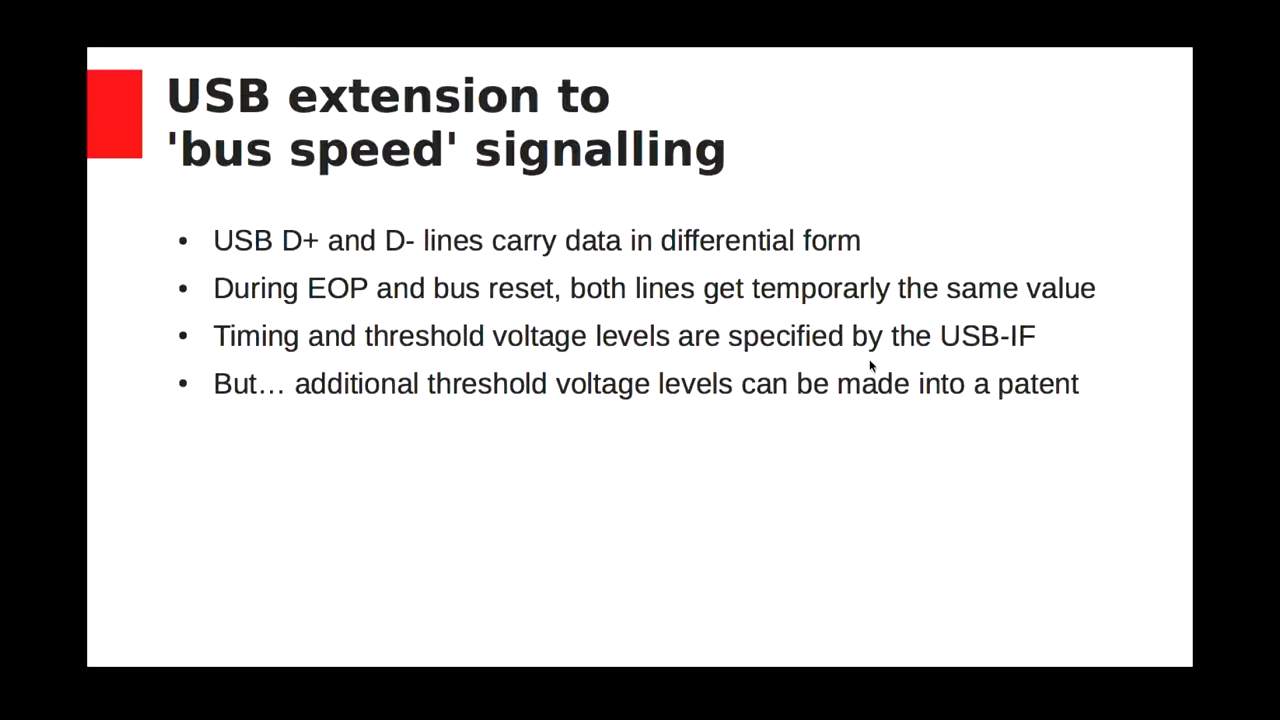 USB extension to
'bus speed' signalling
• USB D+ and D- lines carry data in differential form
• During EOP and bus reset, both lines get temporarly the same value
• Timing and threshold voltage levels are specified by the USB-IF
• But… additional threshold voltage levels can be made into a patent